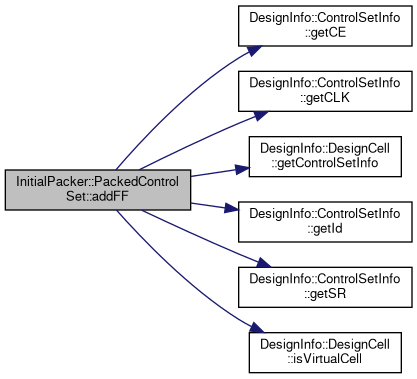 DesignInfo::ControlSetInfo
::getCE
DesignInfo::ControlSetInfo
::getCLK
DesignInfo::DesignCell
::getControlSetInfo
InitialPacker::PackedControl
Set::addFF
DesignInfo::ControlSetInfo
::getId
DesignInfo::ControlSetInfo
::getSR
DesignInfo::DesignCell
::isVirtualCell